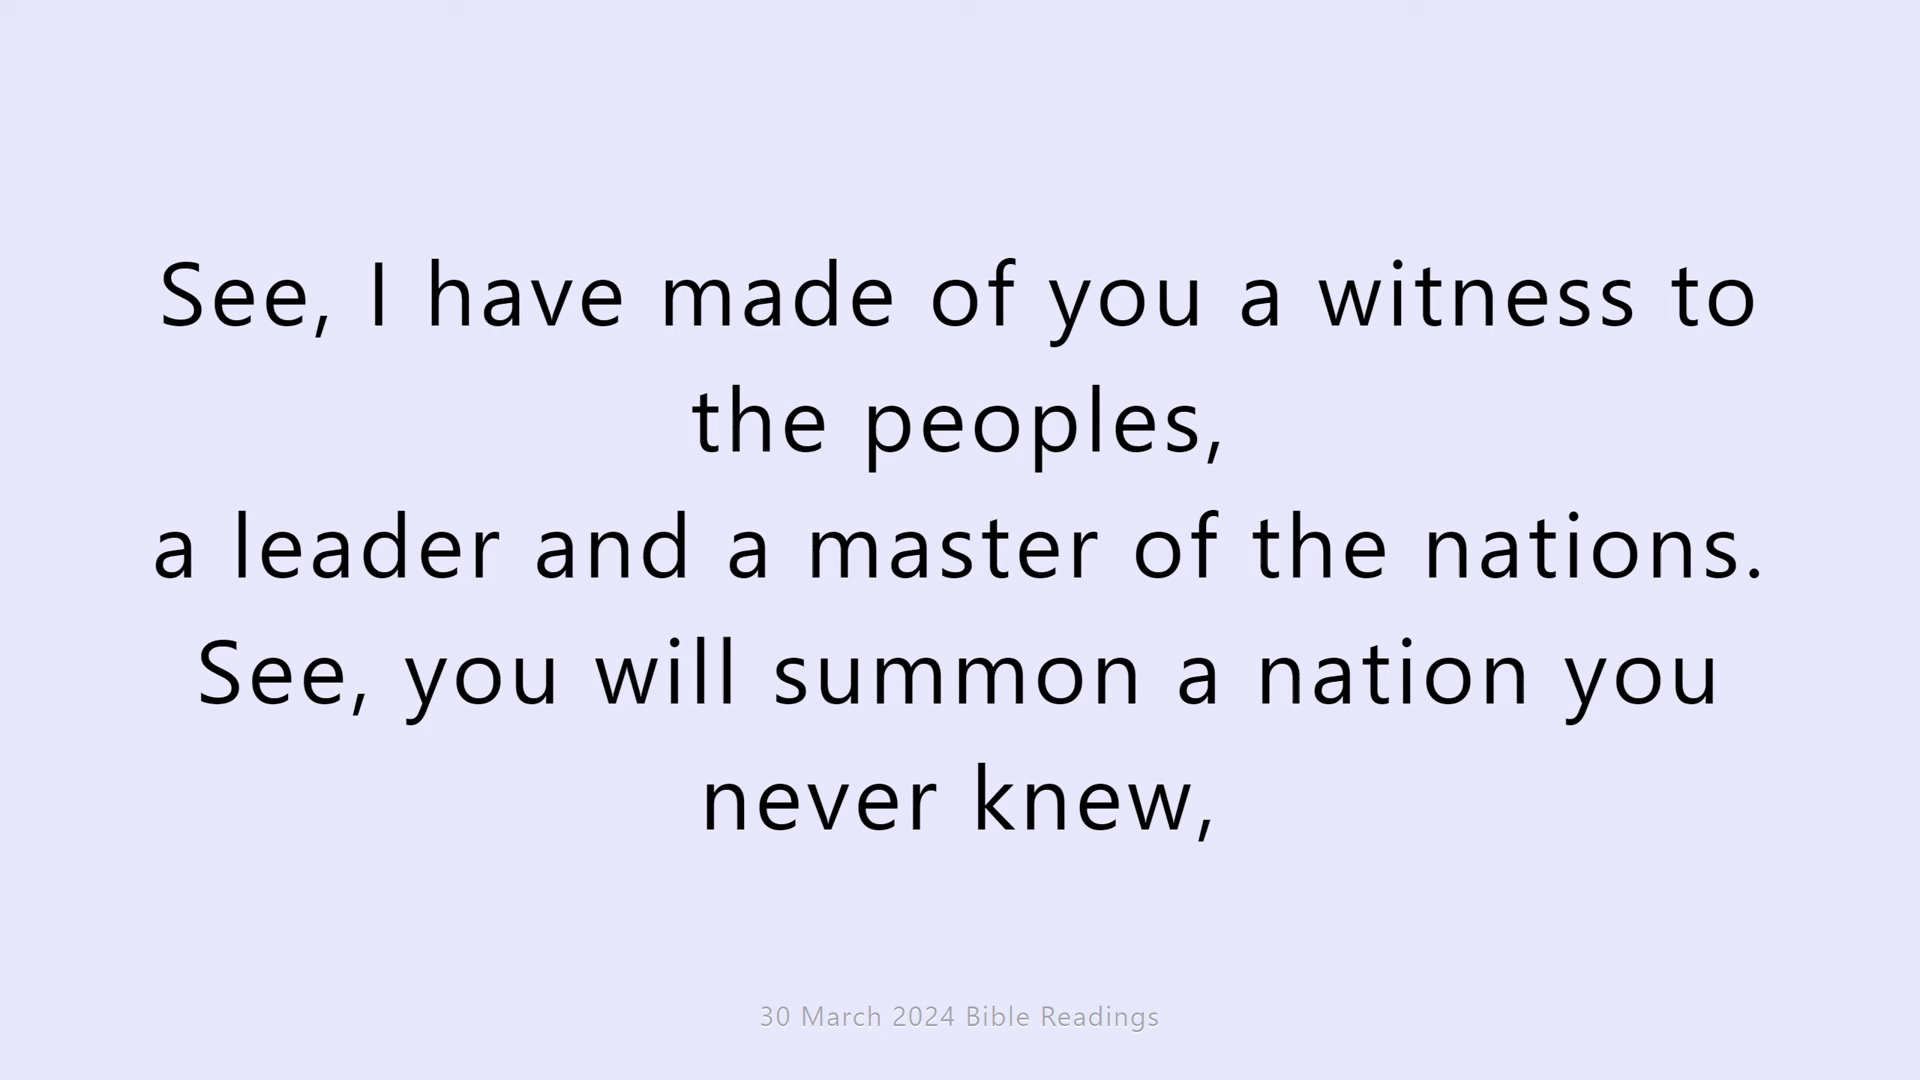 See, I have made of you a witness to
the peoples,
a leader and a master of the nations.
See, you will summon a nation you
never knew,
30 March 2024 Bible Readings